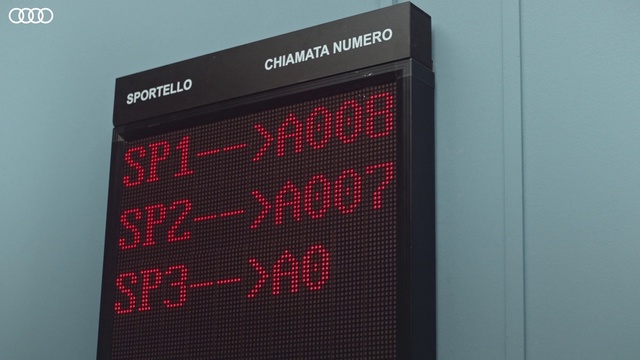 SPORTELLO CHIAMATA NUMERO
SP1-->A008
SP2-->A007
SP3-->A0